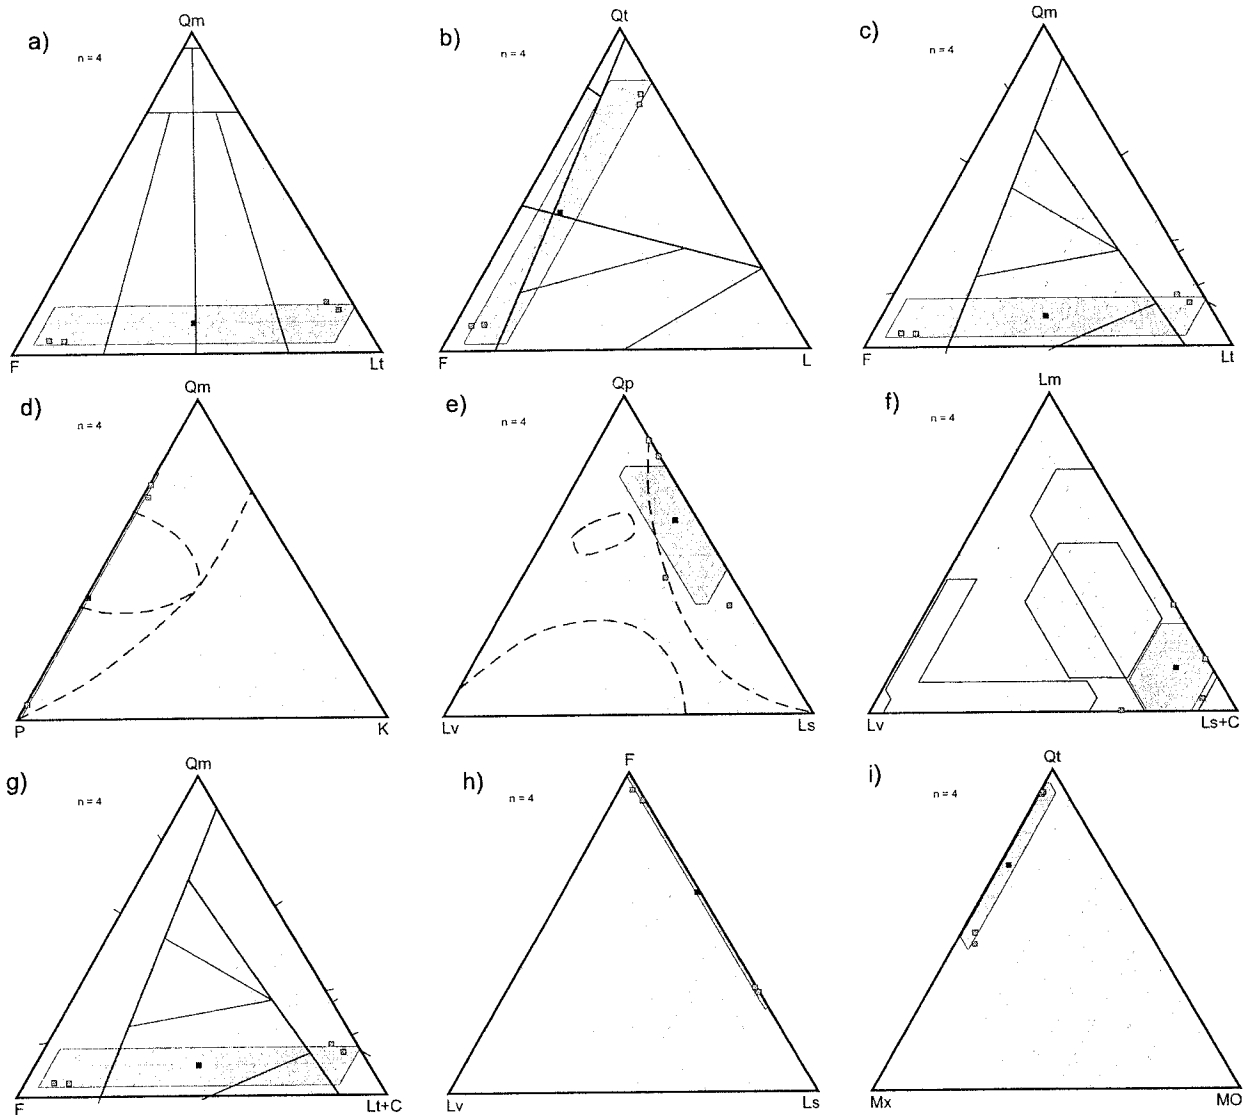 a)
Qm
n = 4
F
Lt
b)
Qt
n = 4
F
L
c)
Qm
n = 4
F
Lt
d)
Qm
n = 4
P
K
e)
Qp
n = 4
Lv
Ls
f)
Lm
n = 4
Lv
Ls+C
g)
Qm
n = 4
F
Lt+C
h)
F
n = 4
Lv
Ls
i)
Qt
n = 4
Mx
MO